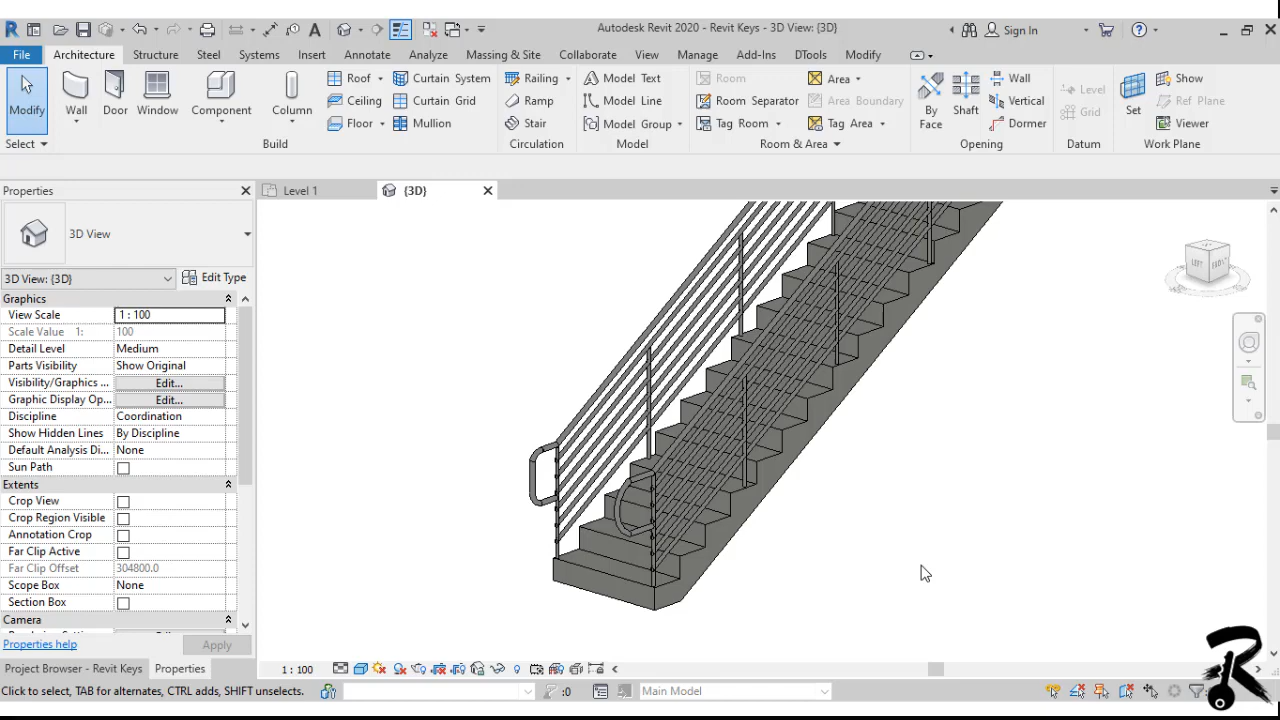 Autodesk Revit 2020 - Revit Keys - 3D View: {3D}
Sign In
File Architecture Structure Steel Systems Insert Annotate Analyze Massing & Site Collaborate View Manage Add-Ins DTools Modify
Modify Wall Door Window Component Column Roof Curtain System Railing Model Text Room Area By Face Shaft Wall Level Set Show
Ceiling Curtain Grid Ramp Model Line Room Separator Area Boundary Vertical Grid Ref Plane
Floor Mullion Stair Model Group Tag Room Tag Area Dormer Viewer
Select Build Circulation Model Room & Area Opening Datum Work Plane
Properties
Level 1 {3D}
3D View
3D View: {3D} Edit Type
Graphics
View Scale 1 : 100
Scale Value 1: 100
Detail Level Medium
Parts Visibility Show Original
Visibility/Graphics ... Edit...
Graphic Display Op... Edit...
Discipline Coordination
Show Hidden Lines By Discipline
Default Analysis Di... None
Sun Path
Extents
Crop View
Crop Region Visible
Annotation Crop
Far Clip Active
Far Clip Offset 304800.0
Scope Box None
Section Box
Camera
Properties help Apply
Project Browser - Revit Keys Properties
1 : 100
Click to select, TAB for alternates, CTRL adds, SHIFT unselects.
:0
Main Model
LEFT